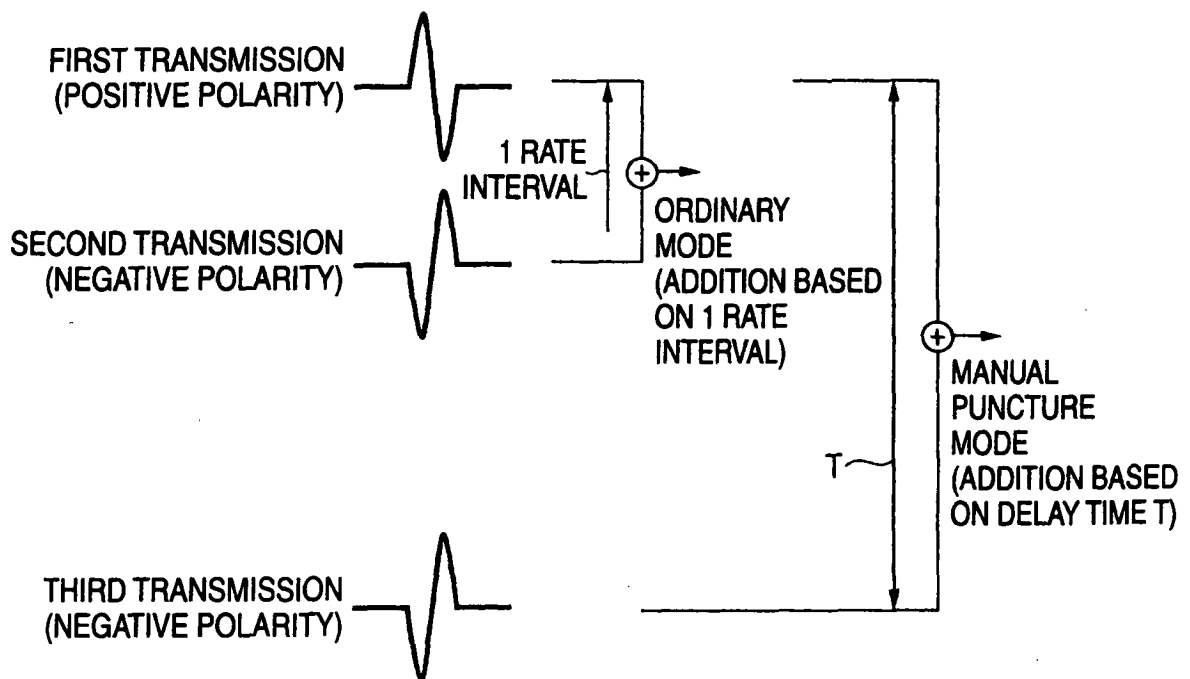 FIRST TRANSMISSION
(POSITIVE POLARITY)
1 RATE
INTERVAL
SECOND TRANSMISSION
(NEGATIVE POLARITY)
ORDINARY
MODE
(ADDITION BASED
ON 1 RATE
INTERVAL)
MANUAL
PUNCTURE
MODE
(ADDITION BASED
ON DELAY TIME T)
T
THIRD TRANSMISSION
(NEGATIVE POLARITY)